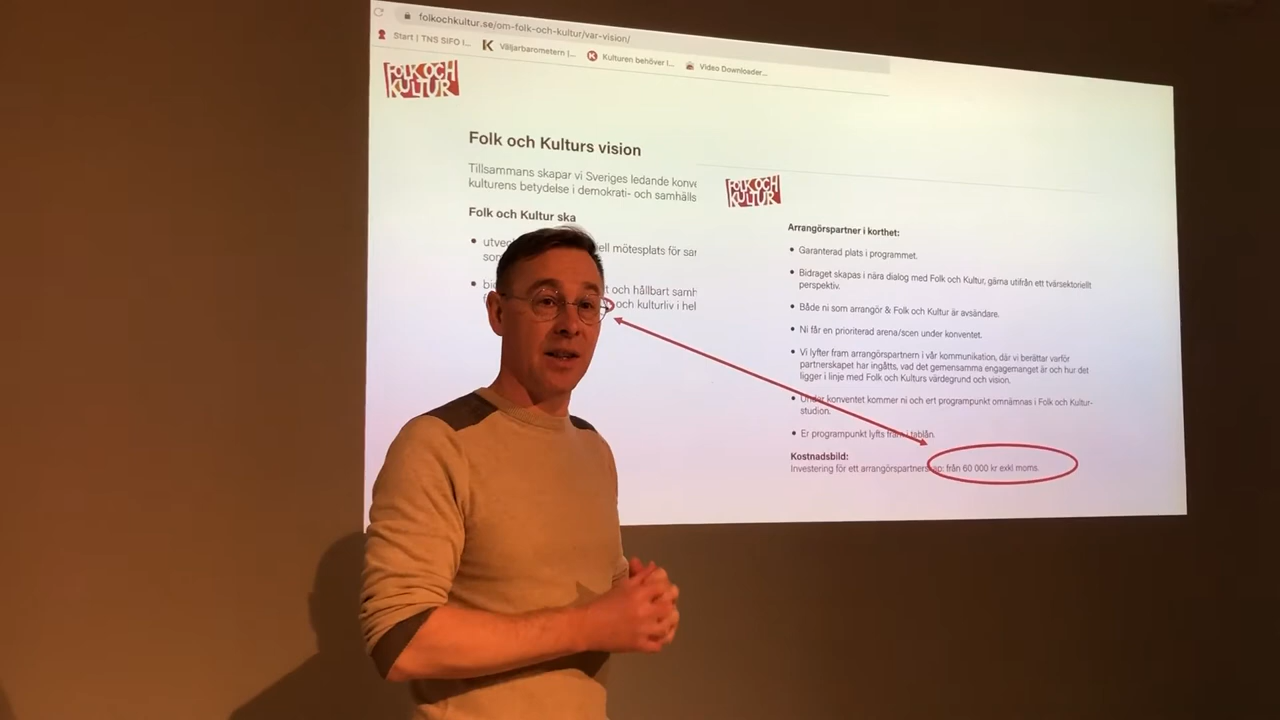 folkochkultur.se/om-folk-och-kultur/var-vision/
Start | TNS SIFO I...
Väljarbarometern |...
Kulturen behöver l...
Video Downloader...
FOLK OCH
KULTUR
Folk och Kulturs vision
Tillsammans skapar vi Sveriges ledande
kulturens betydelse i demokrati- och
Folk och Kultur ska
ell mötesplats för
t och hållbart
och kulturliv i
FOLK OCH
KULTUR
Arrangörspartner i korthet:
• Garanterad plats i programmet.
• Bidraget skapas i nära dialog med Folk och Kultur, gärna utifrån ett tvärsektoriellt
perspektiv.
• Både ni som arrangör & Folk och Kultur är avsändare.
• Ni får en prioriterad arena/scen under konventet.
• Vi lyfter fram arrangörspartnern i vår kommunikation, där vi berättar varför
partnerskapet har ingåtts, vad det gemensamma engagemanget är och hur det
ligger i linje med Folk och Kulturs värdegrund och vision.
• Under konventet kommer ni och ert programpunkt omnämnas i Folk och Kultur-
studion.
• Er programpunkt lyfts fram i tablån.
Kostnadsbild:
Investering för ett arrangörspartnerskap: från 60 000 kr exkl moms.